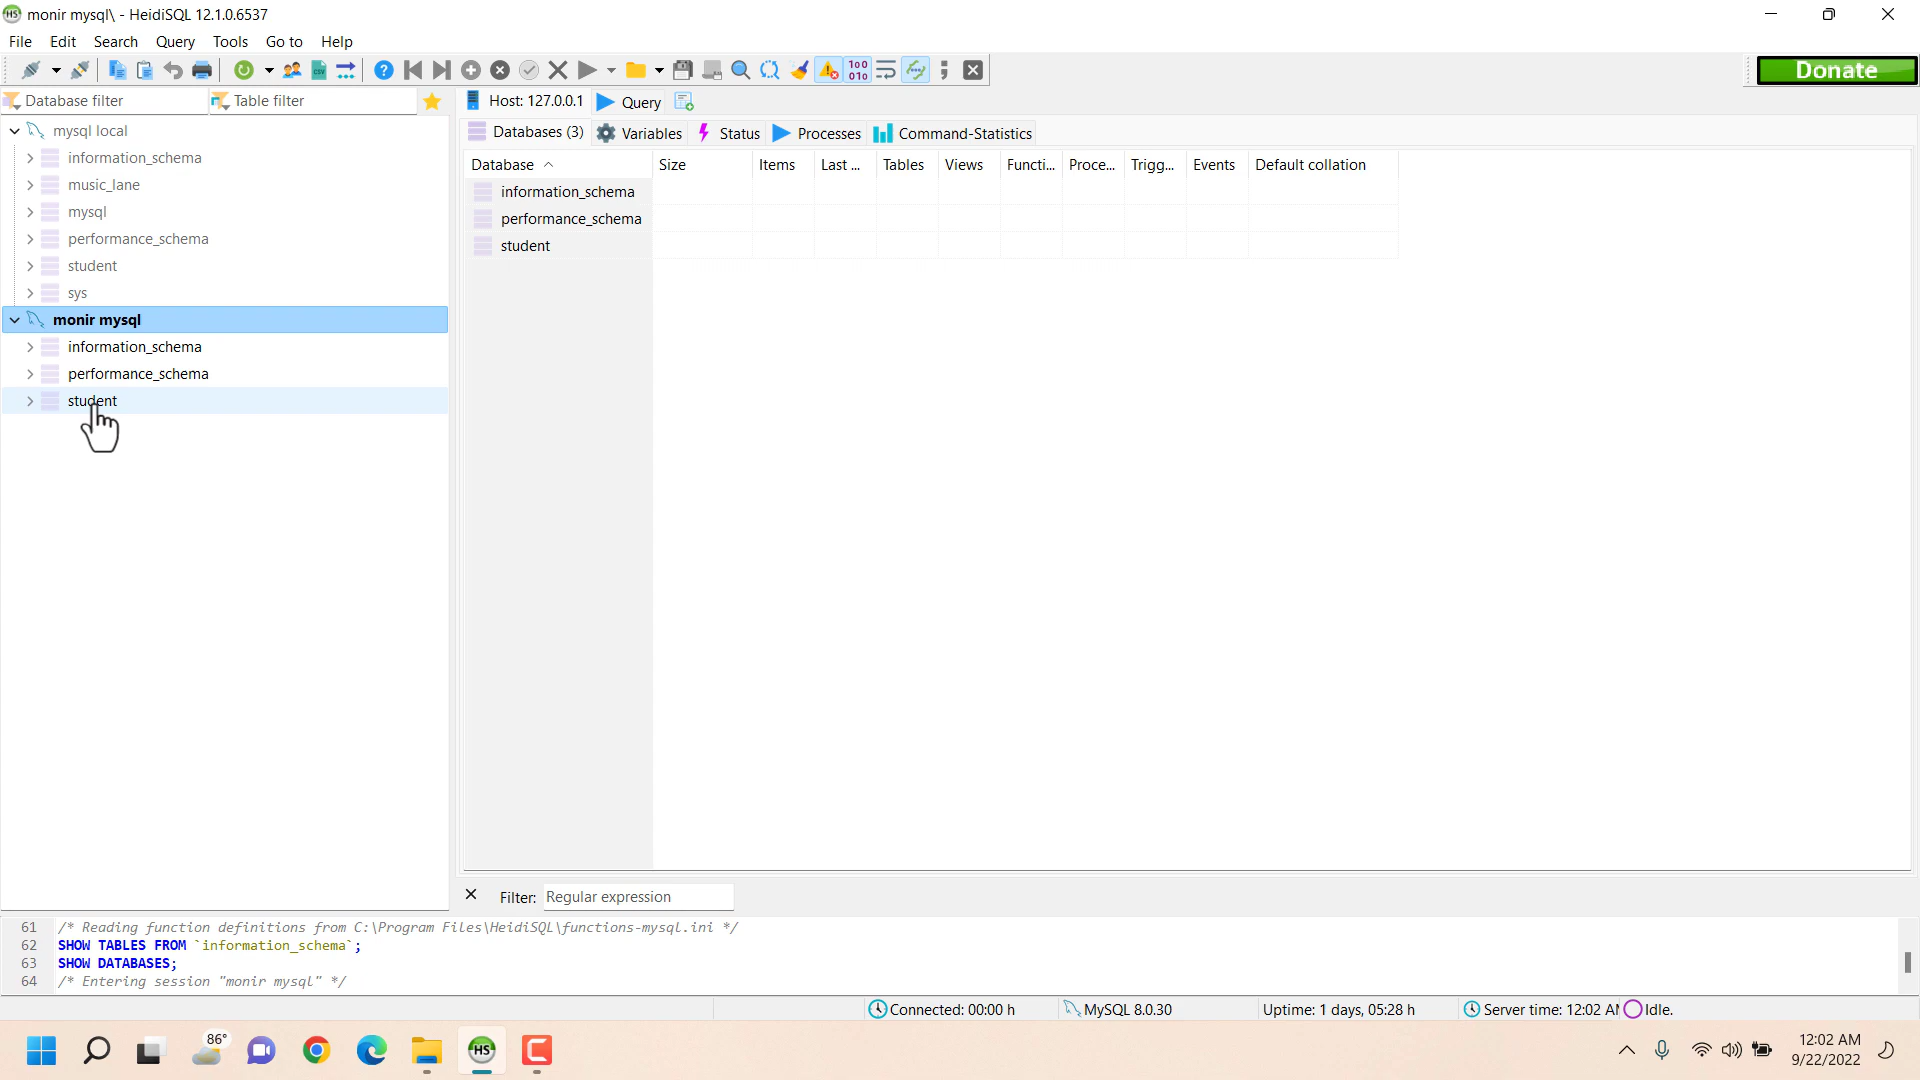 HS monir mysql\ - HeidiSQL 12.1.0.6537
File Edit Search Query Tools Go to Help
Donate
Database filter Table filter
Host: 127.0.0.1 Query
mysql local
information_schema
music_lane
mysql
performance_schema
student
sys
monir mysql
information_schema
performance_schema
student
Databases (3) Variables Status Processes Command-Statistics
Database Size Items Last ... Tables Views Functi... Proce... Trigg... Events Default collation
information_schema
performance_schema
student
Filter: Regular expression
61 /* Reading function definitions from C:\Program Files\HeidiSQL\functions-mysql.ini */
62 SHOW TABLES FROM `information_schema`;
63 SHOW DATABASES;
64 /* Entering session "monir mysql" */
Connected: 00:00 h MySQL 8.0.30 Uptime: 1 days, 05:28 h Server time: 12:02 AM Idle.
86°
HS
12:02 AM
9/22/2022